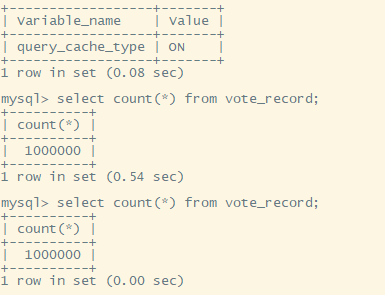 +---------------------+-------+
| Variable_name | Value |
+---------------------+-------+
| query_cache_type | ON |
+---------------------+-------+
1 row in set (0.08 sec)
mysql> select count(*) from vote_record;
+----------+
| count(*) |
+----------+
| 1000000 |
+----------+
1 row in set (0.54 sec)
mysql> select count(*) from vote_record;
+----------+
| count(*) |
+----------+
| 1000000 |
+----------+
1 row in set (0.00 sec)